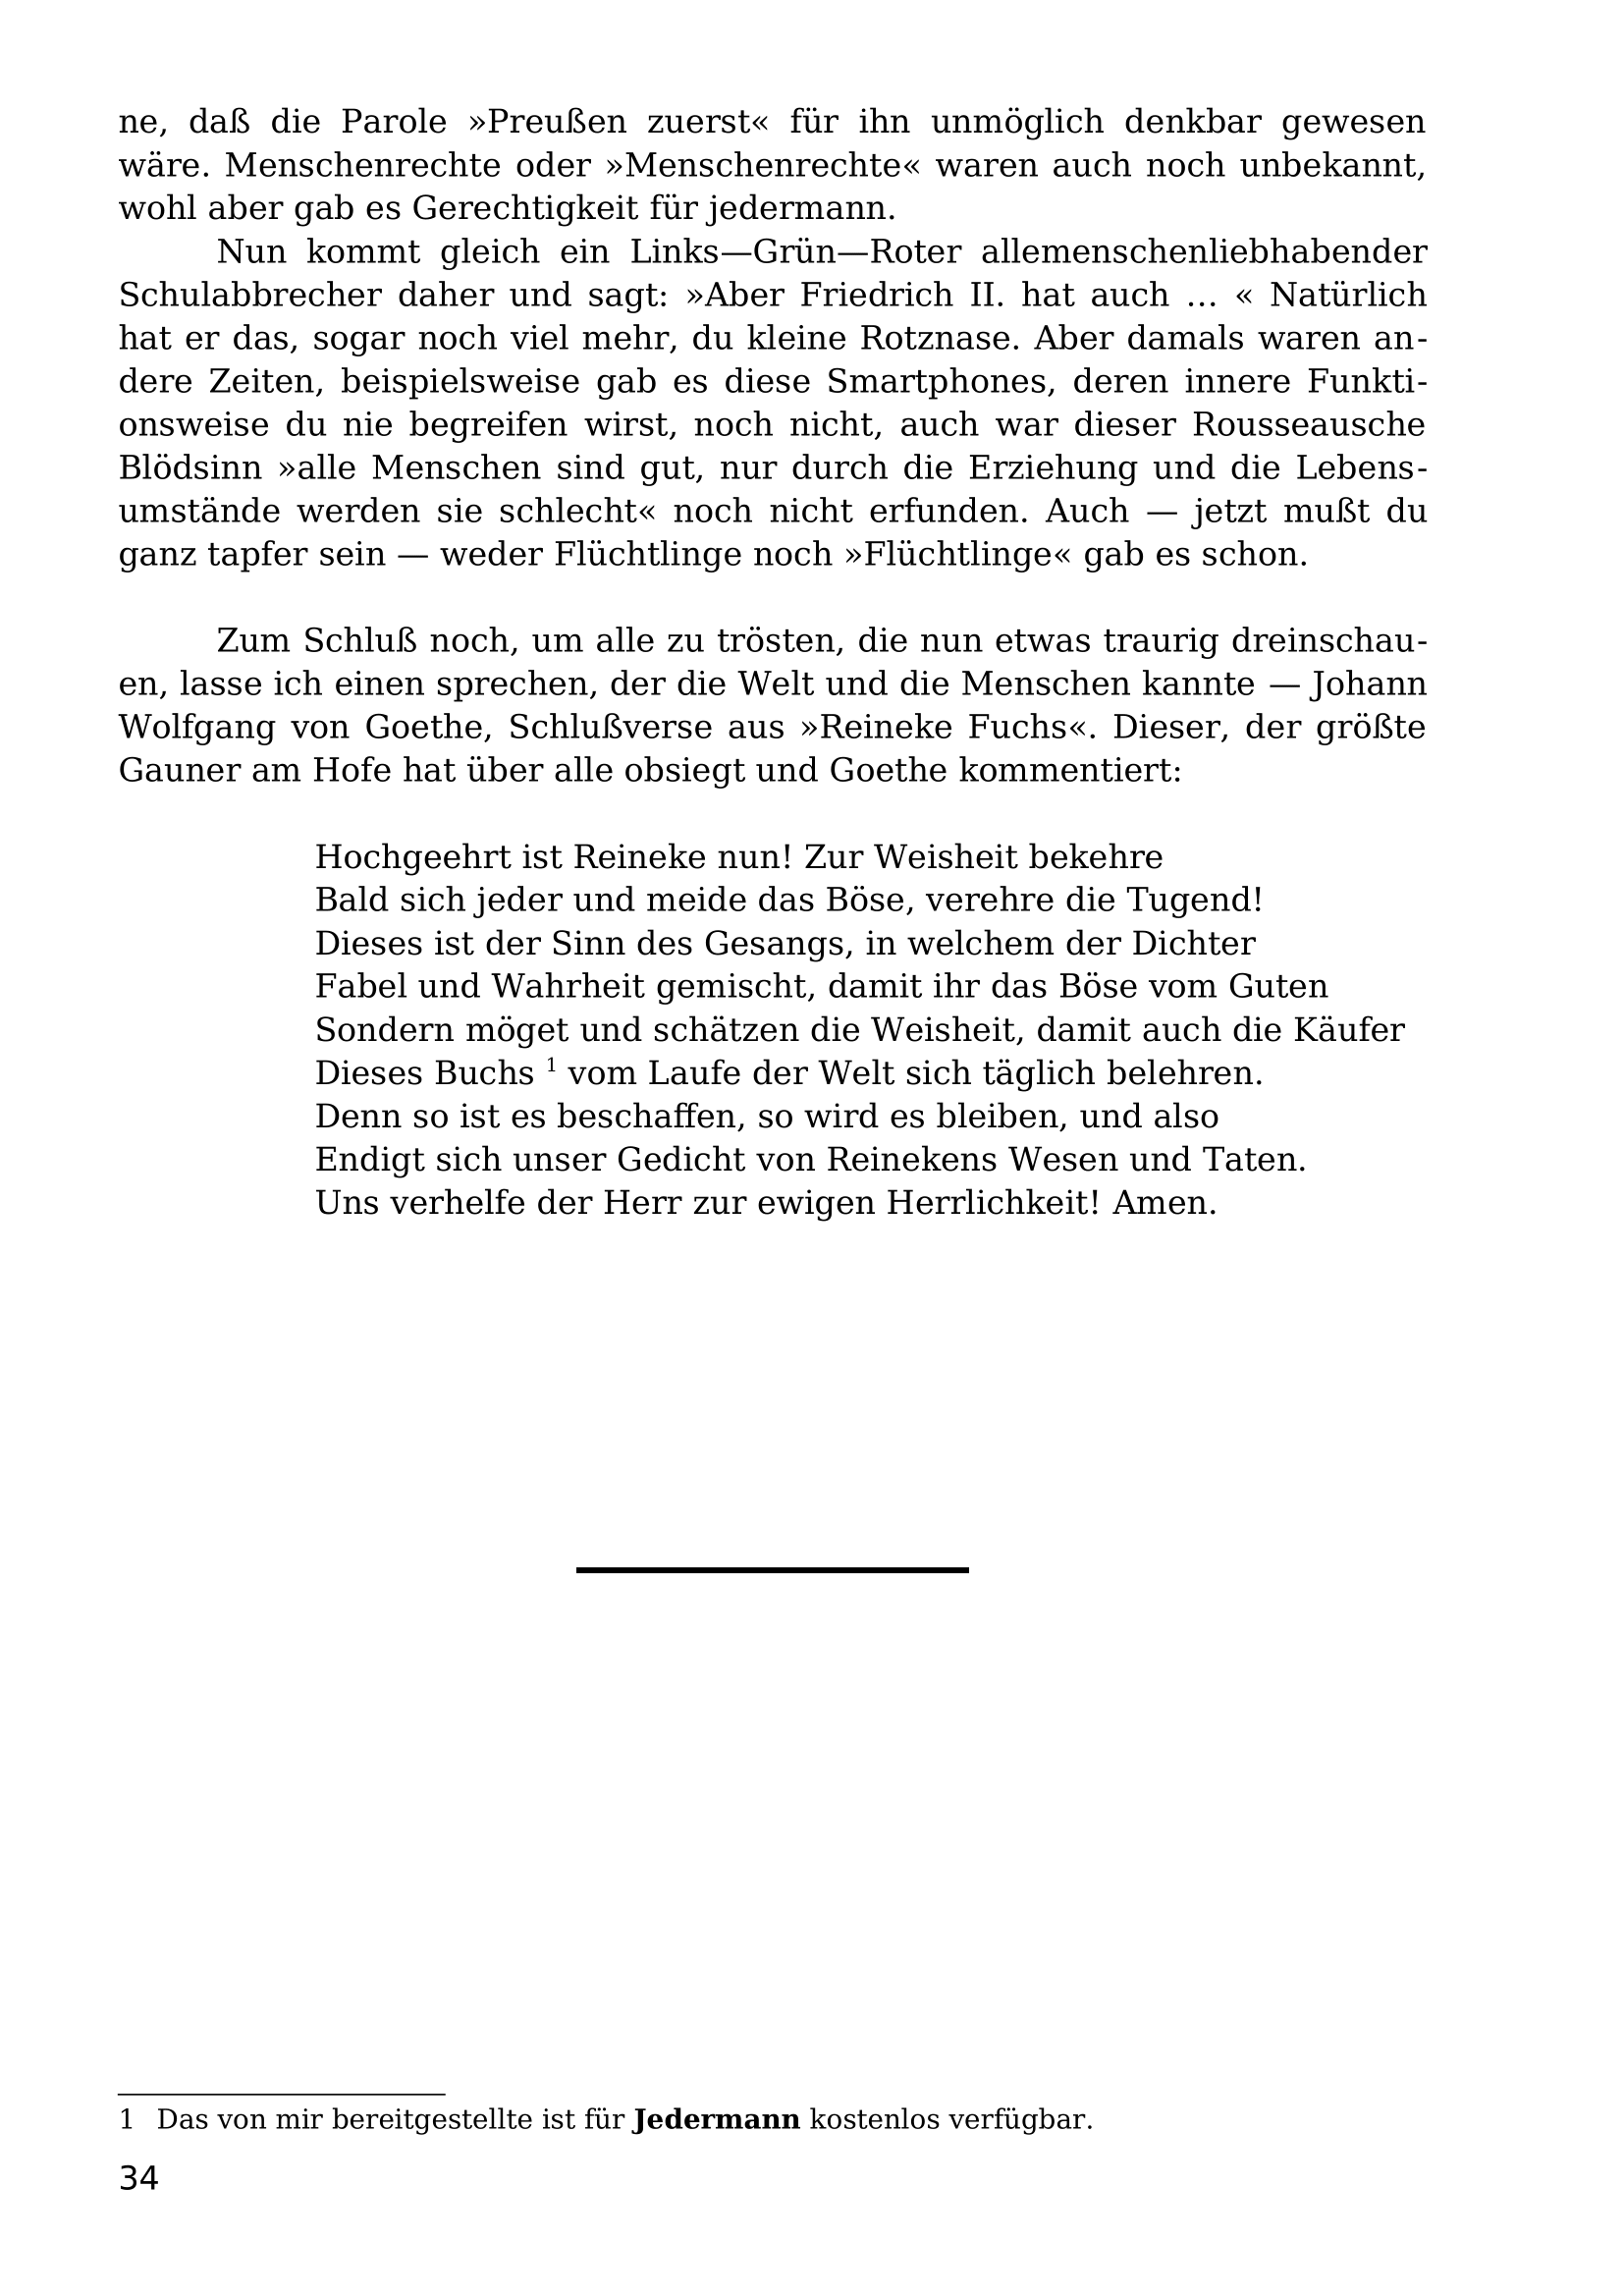 ne, daß die Parole »Preußen zuerst« für ihn unmöglich denkbar gewesen
wäre. Menschenrechte oder »Menschenrechte« waren auch noch unbekannt,
wohl aber gab es Gerechtigkeit für jedermann.
Nun kommt gleich ein Links—Grün—Roter allemenschenliebhabender
Schulabbrecher daher und sagt: »Aber Friedrich II. hat auch … « Natürlich
hat er das, sogar noch viel mehr, du kleine Rotznase. Aber damals waren an-
dere Zeiten, beispielsweise gab es diese Smartphones, deren innere Funkti-
onsweise du nie begreifen wirst, noch nicht, auch war dieser Rousseausche
Blödsinn »alle Menschen sind gut, nur durch die Erziehung und die Lebens-
umstände werden sie schlecht« noch nicht erfunden. Auch — jetzt mußt du
ganz tapfer sein — weder Flüchtlinge noch »Flüchtlinge« gab es schon.
Zum Schluß noch, um alle zu trösten, die nun etwas traurig dreinschau-
en, lasse ich einen sprechen, der die Welt und die Menschen kannte — Johann
Wolfgang von Goethe, Schlußverse aus »Reineke Fuchs«. Dieser, der größte
Gauner am Hofe hat über alle obsiegt und Goethe kommentiert:
Hochgeehrt ist Reineke nun! Zur Weisheit bekehre
Bald sich jeder und meide das Böse, verehre die Tugend!
Dieses ist der Sinn des Gesangs, in welchem der Dichter
Fabel und Wahrheit gemischt, damit ihr das Böse vom Guten
Sondern möget und schätzen die Weisheit, damit auch die Käufer
Dieses Buchs 1 vom Laufe der Welt sich täglich belehren.
Denn so ist es beschaffen, so wird es bleiben, und also
Endigt sich unser Gedicht von Reinekens Wesen und Taten.
Uns verhelfe der Herr zur ewigen Herrlichkeit! Amen.
1 Das von mir bereitgestellte ist für Jedermann kostenlos verfügbar.
34